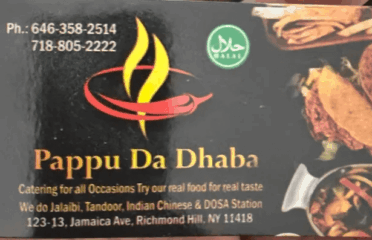 Ph.: 646-358-2514
718-805-2222
حلال
HALAL
Pappu Da Dhaba
Catering for all Occasions Try our real food for real taste
We do Jalaibi, Tandoor, Indian Chinese & DOSA Station
123-13, Jamaica Ave, Richmond Hill, NY 11418